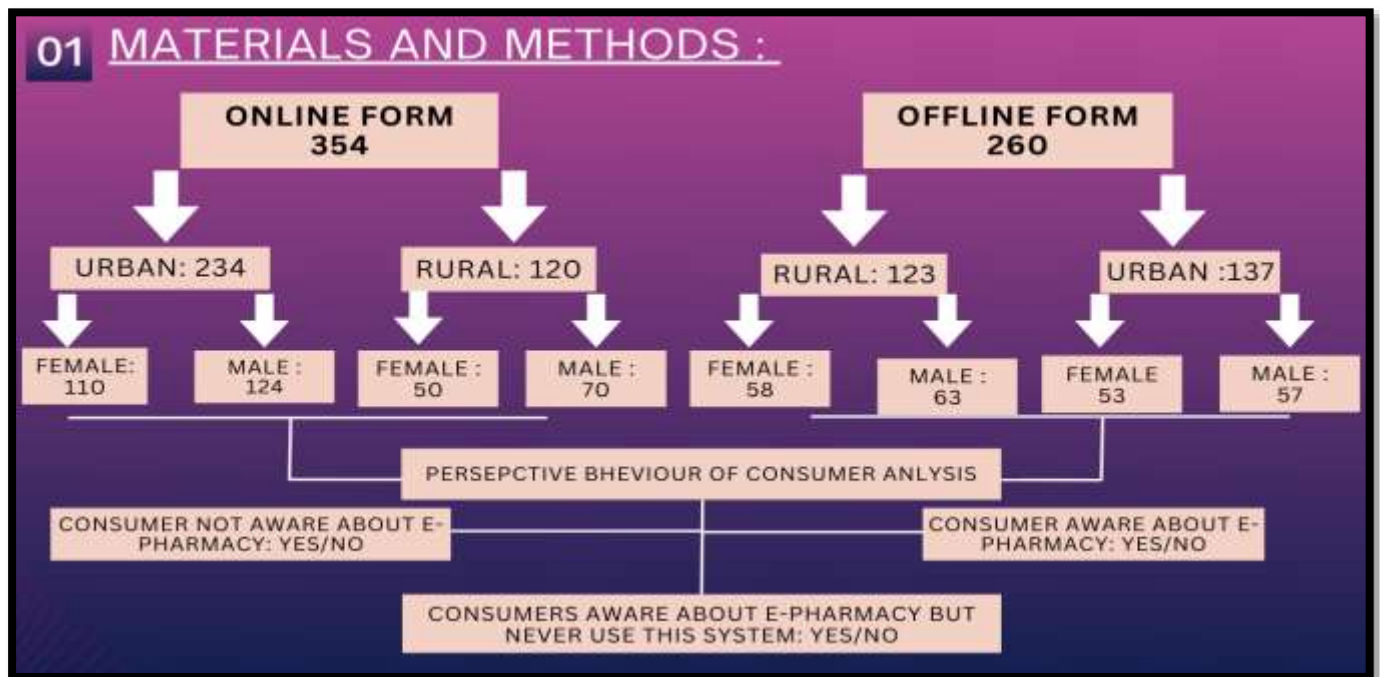 01 MATERIALS AND METHODS :
ONLINE FORM
354
OFFLINE FORM
260
URBAN: 234
RURAL: 120
RURAL: 123
URBAN :137
FEMALE:
110
MALE :
124
FEMALE :
50
MALE :
70
FEMALE :
58
MALE :
63
FEMALE
53
MALE :
57
PERSEPCTIVE BHEVIOUR OF CONSUMER ANLYSIS
CONSUMER NOT AWARE ABOUT E-
PHARMACY: YES/NO
CONSUMER AWARE ABOUT E-
PHARMACY: YES/NO
CONSUMERS AWARE ABOUT E-PHARMACY BUT
NEVER USE THIS SYSTEM: YES/NO